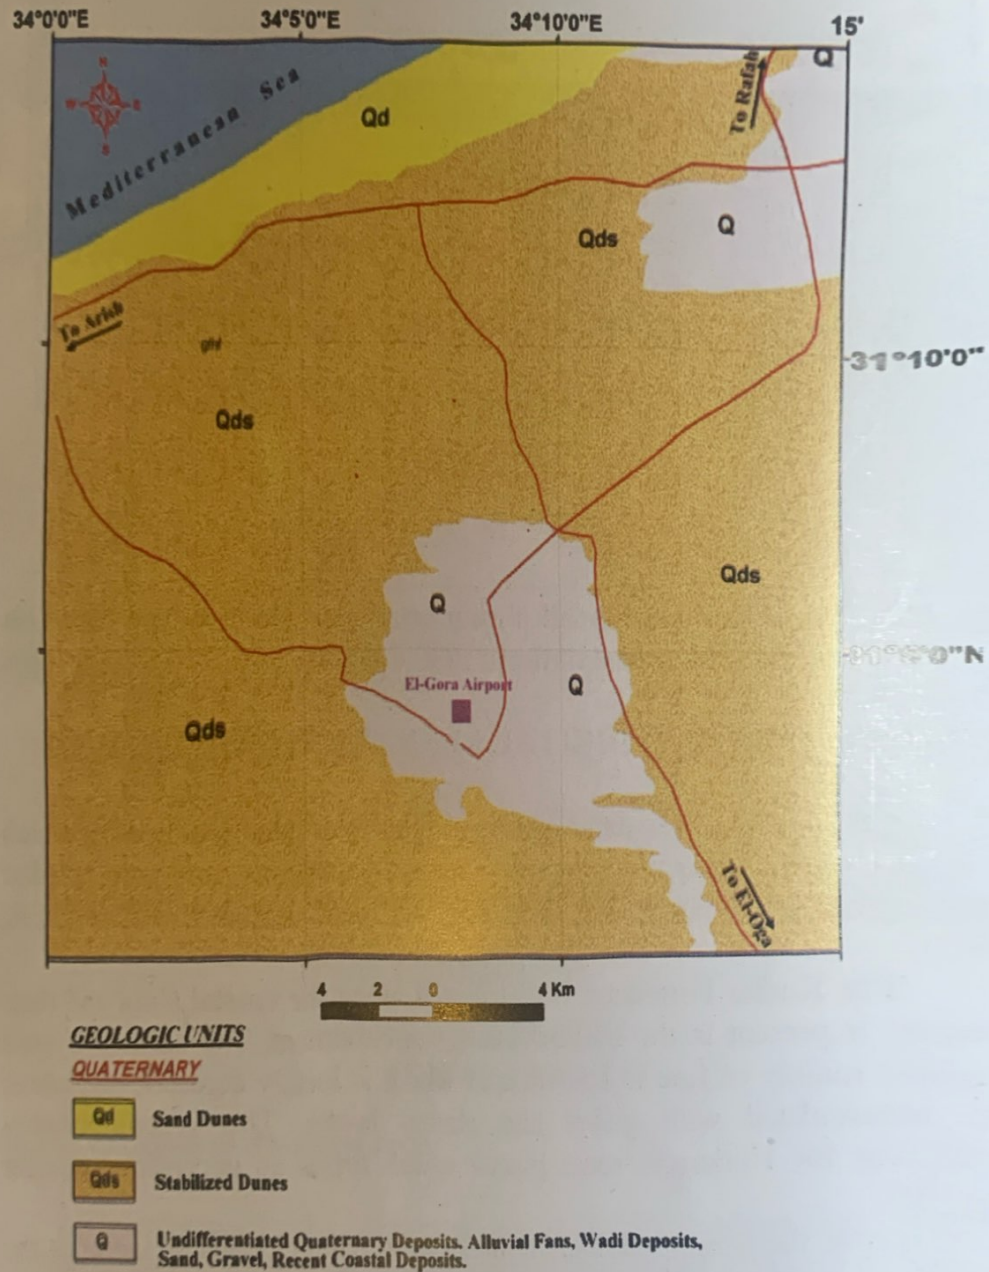 34°0'0"E
34°5'0"E
34°10'0"E
15'
N
W
E
S
Mediterranean Sea
Qd
To Rafah
Q
Qds
Q
To Arish
31°10'0"
Qds
Qds
Q
"N
El-Gora Airport
Q
Qds
To El-Oga
4 2 0 4 Km
GEOLOGIC UNITS
QUATERNARY
Qd Sand Dunes
Qds Stabilized Dunes
Q Undifferentiated Quaternary Deposits. Alluvial Fans, Wadi Deposits,
Sand, Gravel, Recent Coastal Deposits.